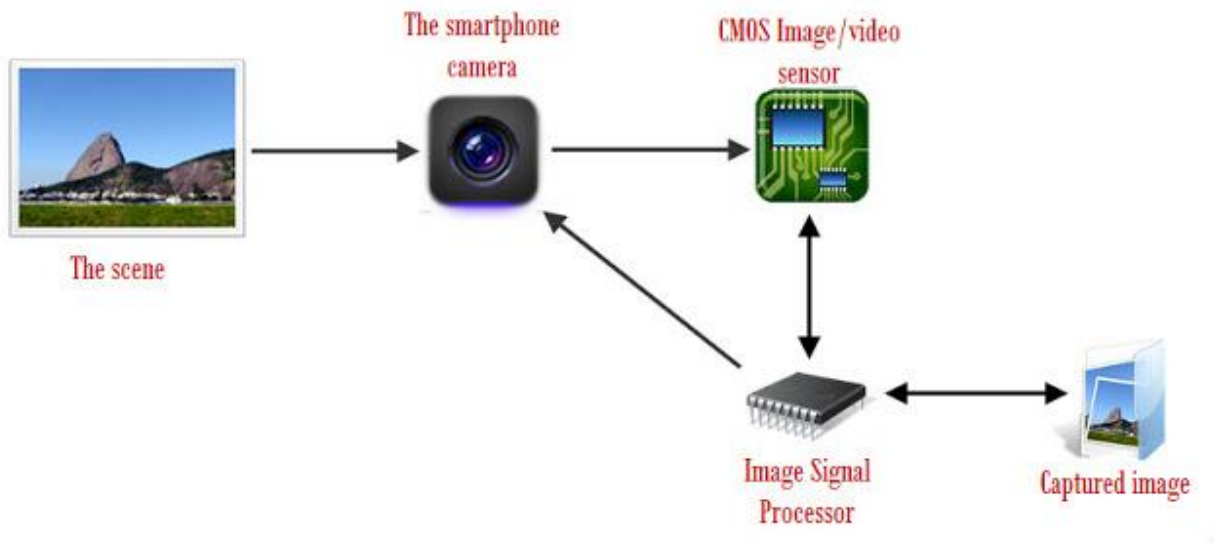 The smartphone
camera
CMOS Image/video
sensor
The scene
Image Signal
Processor
Captured image